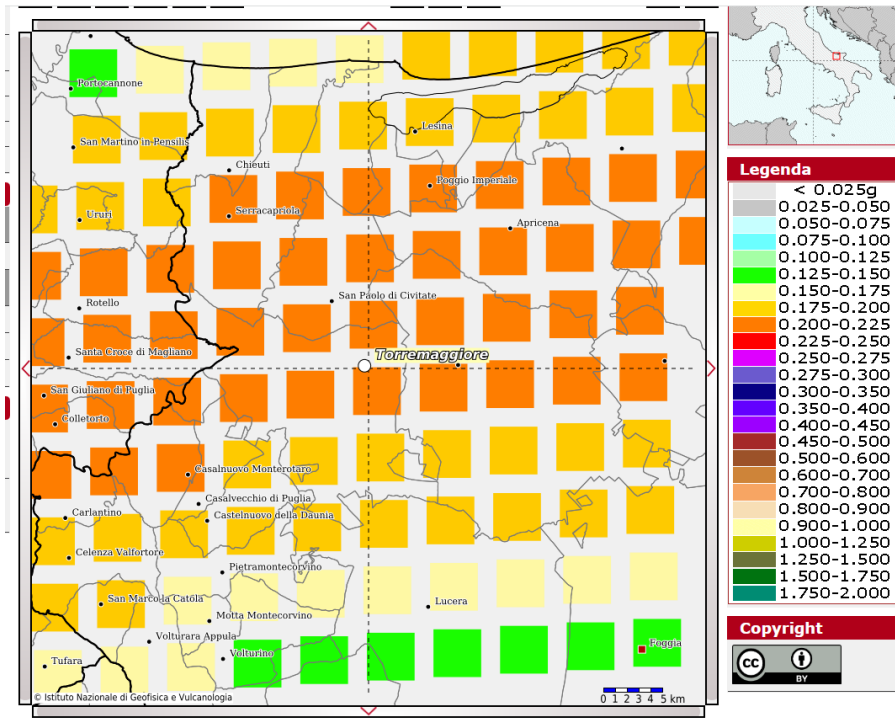 Portocannone
San Martino in Pensilis
Lesina
Chieuti
Poggio Imperiale
Ururi
Serracapriola
Apricena
Rotello
San Paolo di Civitate
Santa Croce di Magliano
Torremaggiore
San Giuliano di Puglia
Colletorto
Casalnuovo Monterotaro
Casalvecchio di Puglia
Carlantino
Castelnuovo della Daunia
Celenza Valfortore
Pietramontecorvino
San Marco la Catola
Lucera
Motta Montecorvino
Volturara Appula
Foggia
Tufara
Volturino
© Istituto Nazionale di Geofisica e Vulcanologia
0 1 2 3 4 5 km
Legenda
< 0.025g
0.025-0.050
0.050-0.075
0.075-0.100
0.100-0.125
0.125-0.150
0.150-0.175
0.175-0.200
0.200-0.225
0.225-0.250
0.250-0.275
0.275-0.300
0.300-0.350
0.350-0.400
0.400-0.450
0.450-0.500
0.500-0.600
0.600-0.700
0.700-0.800
0.800-0.900
0.900-1.000
1.000-1.250
1.250-1.500
1.500-1.750
1.750-2.000
Copyright
cc
BY